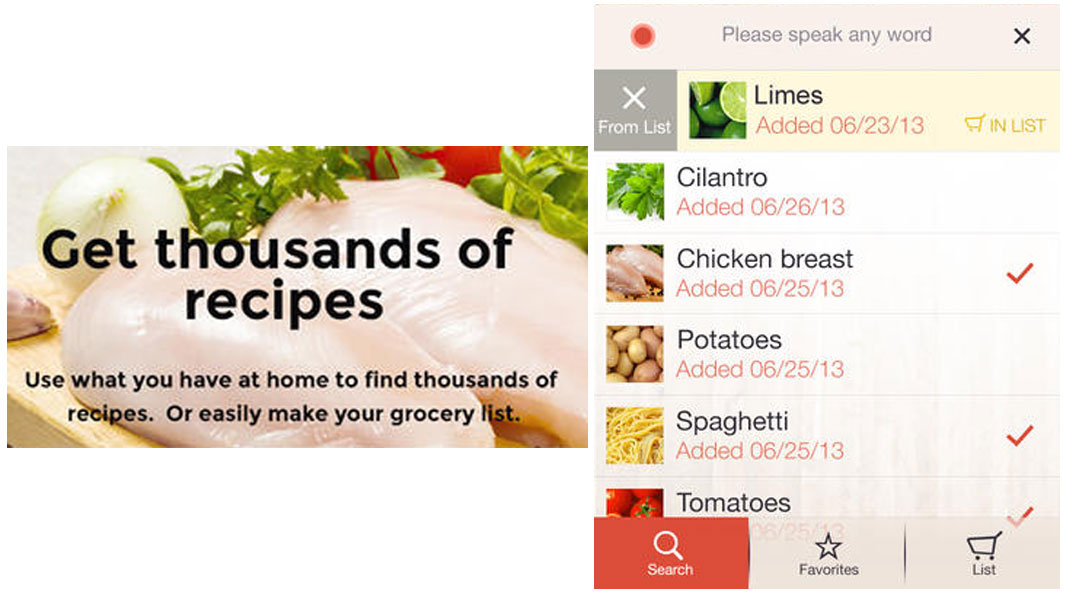 Get thousands of
recipes
Use what you have at home to find thousands of
recipes. Or easily make your grocery list.
Please speak any word
From List
Limes
Added 06/23/13
IN LIST
Cilantro
Added 06/26/13
Chicken breast
Added 06/25/13
Potatoes
Added 06/25/13
Spaghetti
Added 06/25/13
Tomatoes
06/25/13
Search
Favorites
List